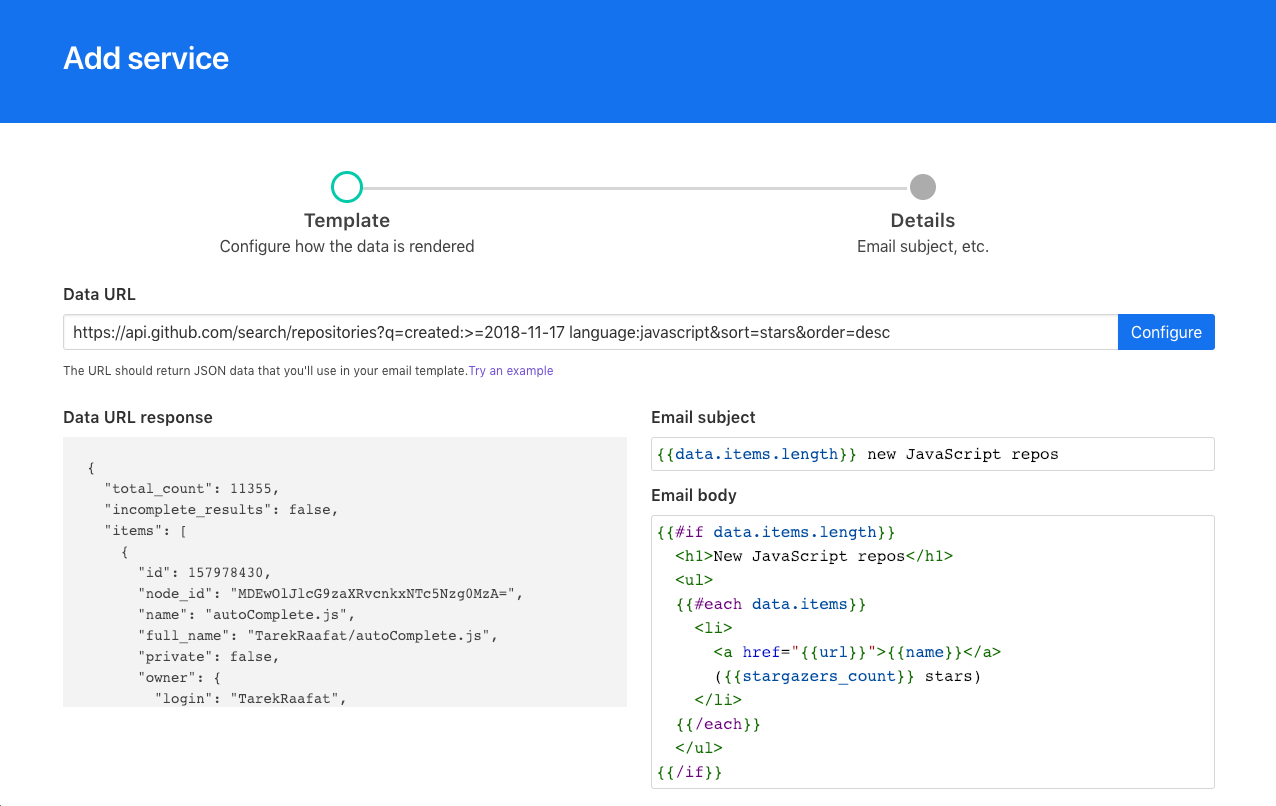 Add service
Template
Configure how the data is rendered
Details
Email subject, etc.
Data URL
https://api.github.com/search/repositories?q=created:>=2018-11-17 language:javascript&sort=stars&order=desc
Configure
The URL should return JSON data that you'll use in your email template.Try an example
Data URL response
{
"total_count": 11355,
"incomplete_results": false,
"items": [
{
"id": 157978430,
"node_id": "MDEwOlJlcG9zaXRvcnkxNTc5Nzg0MzA=",
"name": "autoComplete.js",
"full_name": "TarekRaafat/autoComplete.js",
"private": false,
"owner": {
"login": "TarekRaafat",
Email subject
{{data.items.length}} new JavaScript repos
Email body
{{#if data.items.length}}
<h1>New JavaScript repos</h1>
<ul>
{{#each data.items}}
<li>
<a href="{{url}}">{{name}}</a>
({{stargazers_count}} stars)
</li>
{{/each}}
</ul>
{{/if}}